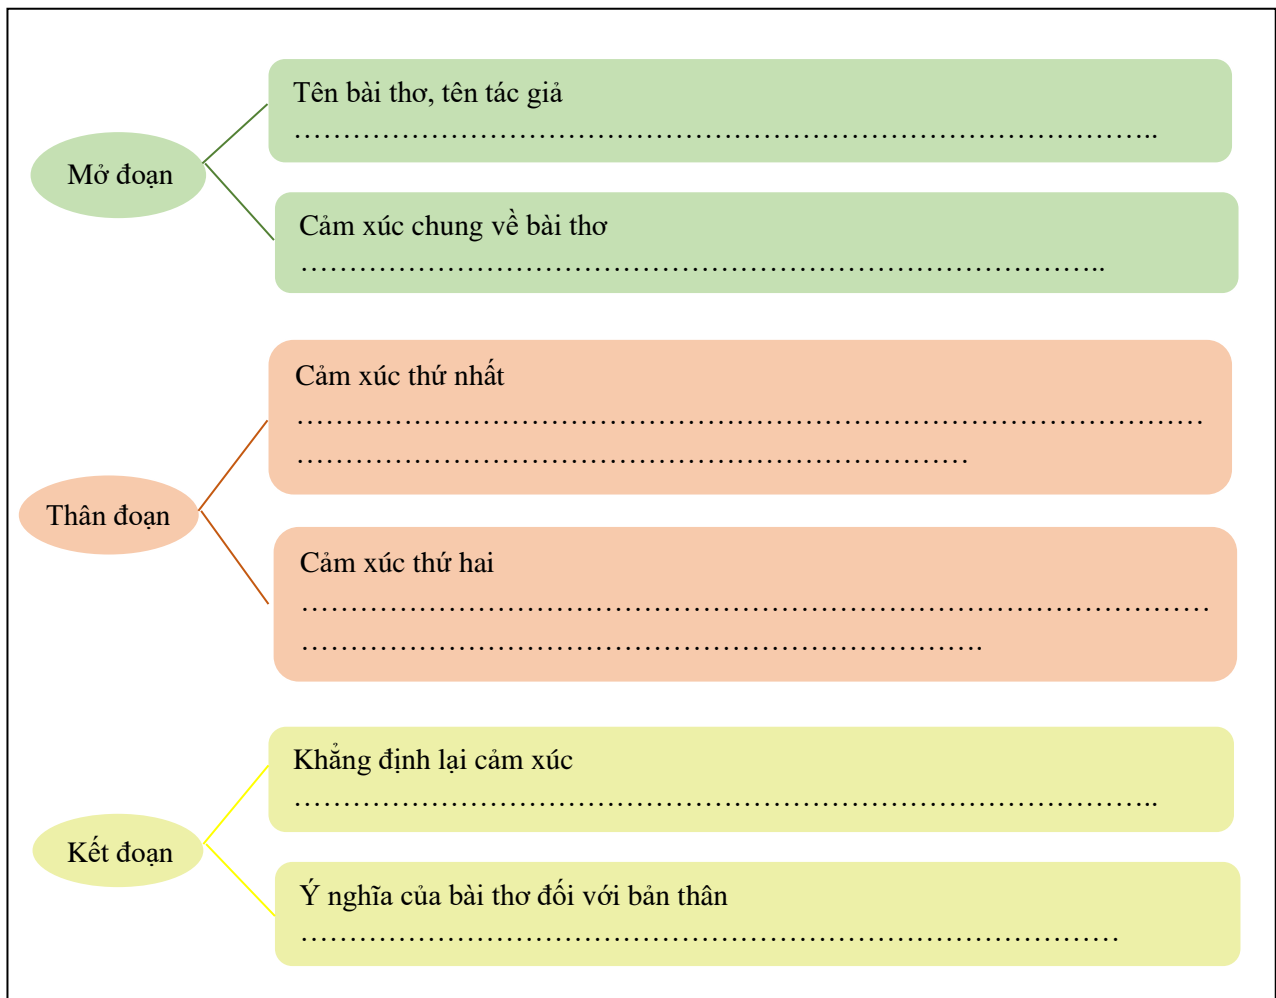 Mở đoạn
Tên bài thơ, tên tác giả
…………………………………………………………………………..
Cảm xúc chung về bài thơ
……………………………………………………………………..
Thân đoạn
Cảm xúc thứ nhất
………………………………………………………………………………
…………………………………………………………
Cảm xúc thứ hai
………………………………………………………………………………
………………………………………………………….
Kết đoạn
Khẳng định lại cảm xúc
…………………………………………………………………………..
Ý nghĩa của bài thơ đối với bản thân
………………………………………………………………………